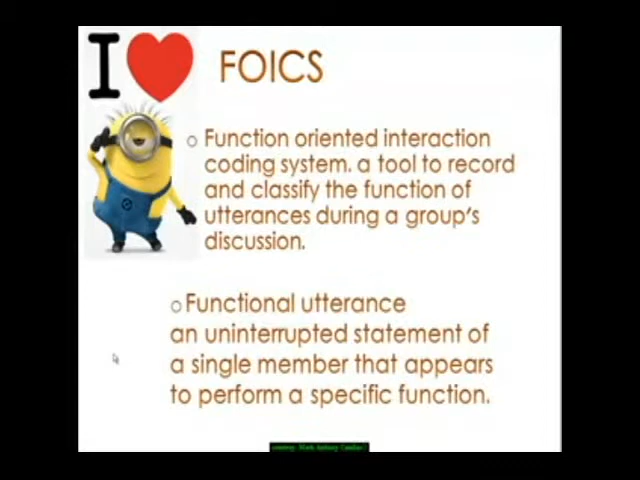 I
FOICS
Function oriented interaction
coding system. a tool to record
and classify the function of
utterances during a group's
discussion.
Functional utterance
an uninterrupted statement of
a single member that appears
to perform a specific function.